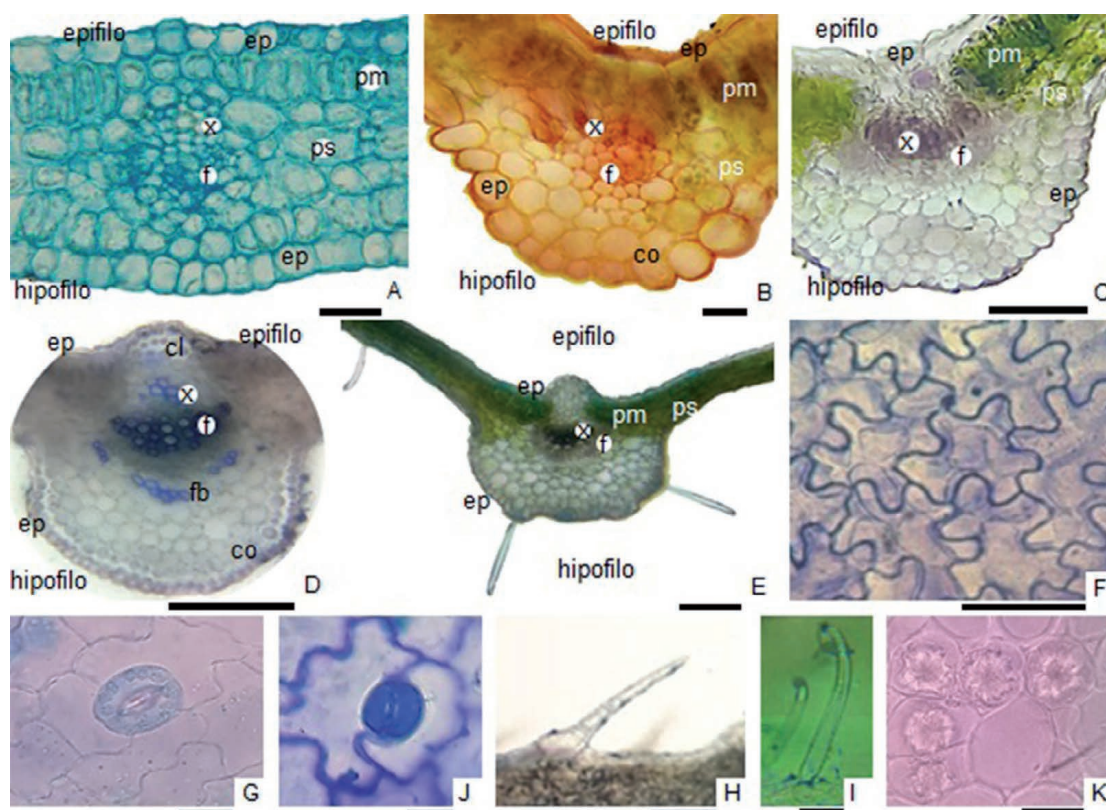 epifilo
ep
pm
x
ps
f
ep
hipofilo
A
epifilo
ep
pm
x
f
ps
ep
co
hipofilo
B
epifilo
ep
pm
ps
x
f
ep
hipofilo
C
ep
cl
epifilo
x
f
fb
ep
co
hipofilo
D
epifilo
ep
pm
ps
x
f
ep
hipofilo
E
F
G
J
H
I
K